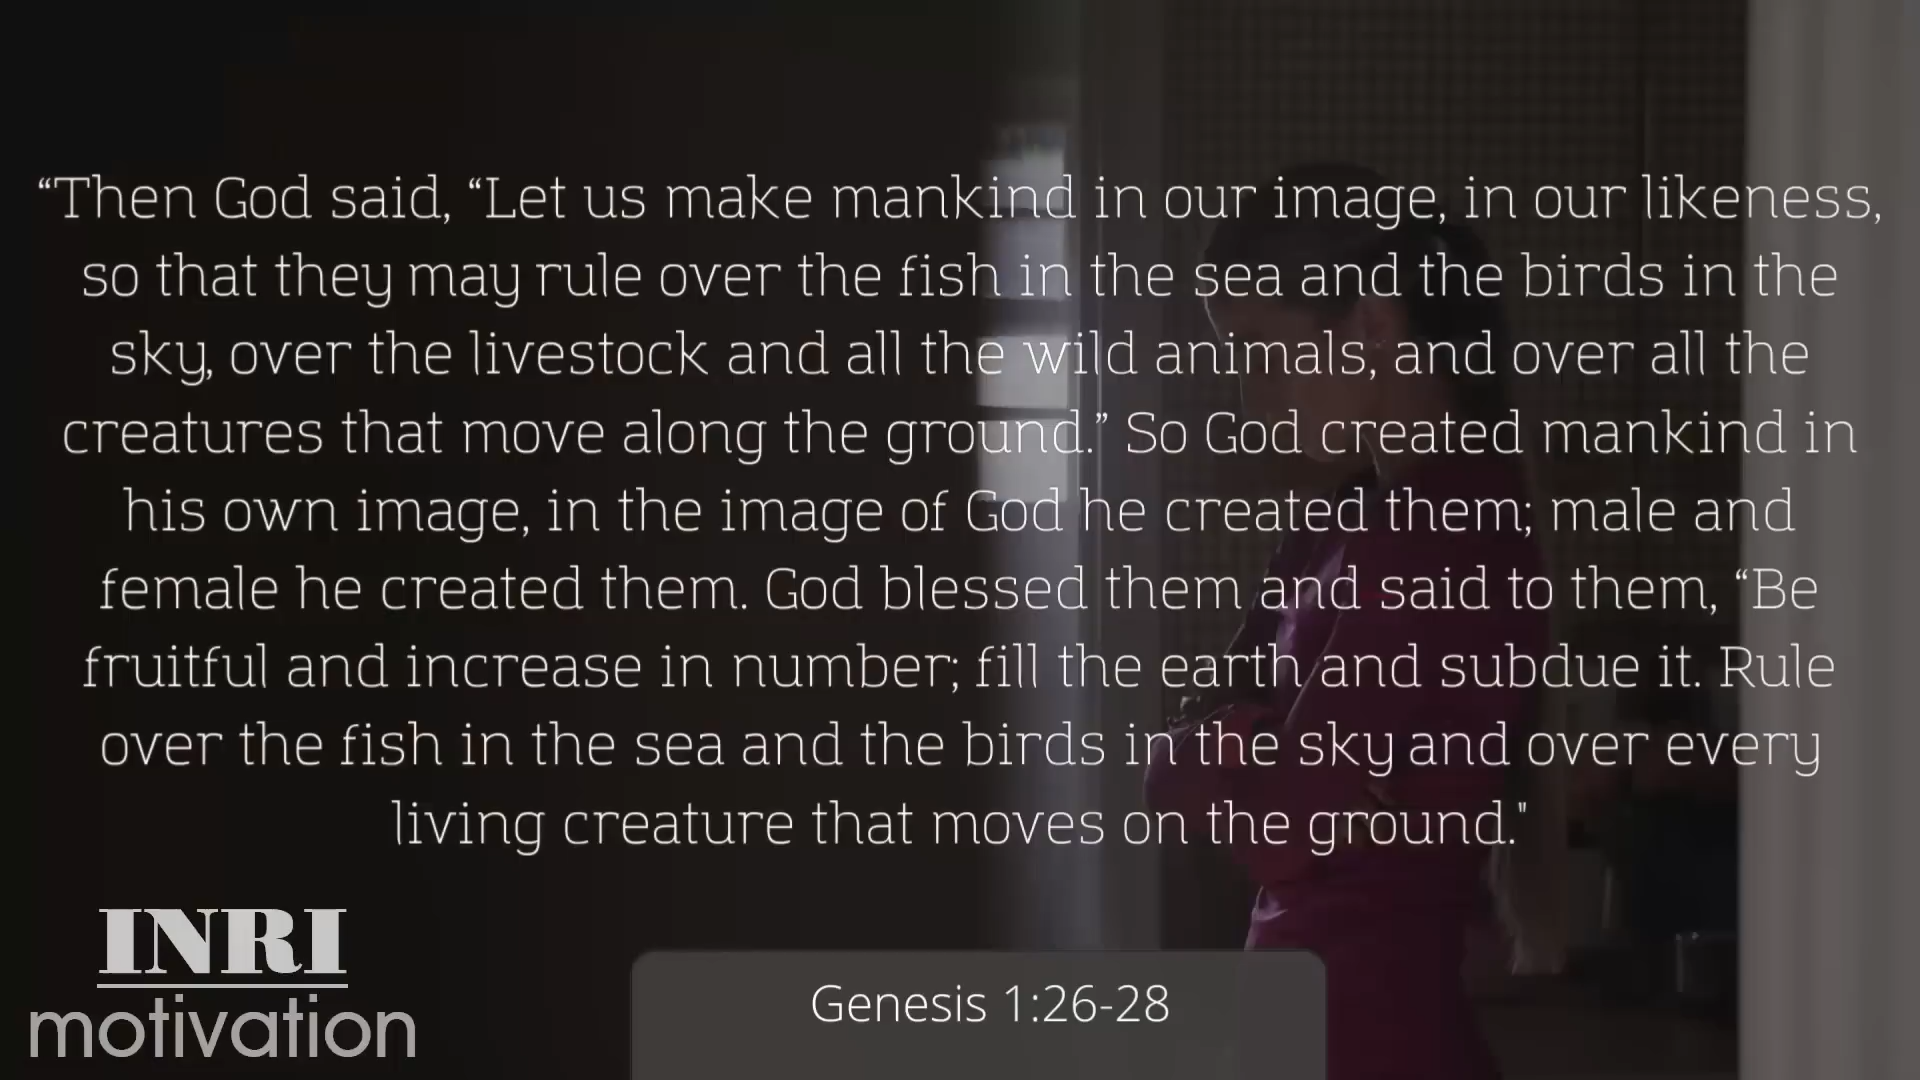 “Then God said, “Let us make mankind in our image, in our likeness,
so that they may rule over the fish in the sea and the birds in the
sky, over the livestock and all the wild animals, and over all the
creatures that move along the ground.” So God created mankind in
his own image, in the image of God he created them; male and
female he created them. God blessed them and said to them, “Be
fruitful and increase in number; fill the earth and subdue it. Rule
over the fish in the sea and the birds in the sky and over every
living creature that moves on the ground."
INRI
motivation
Genesis 1:26-28